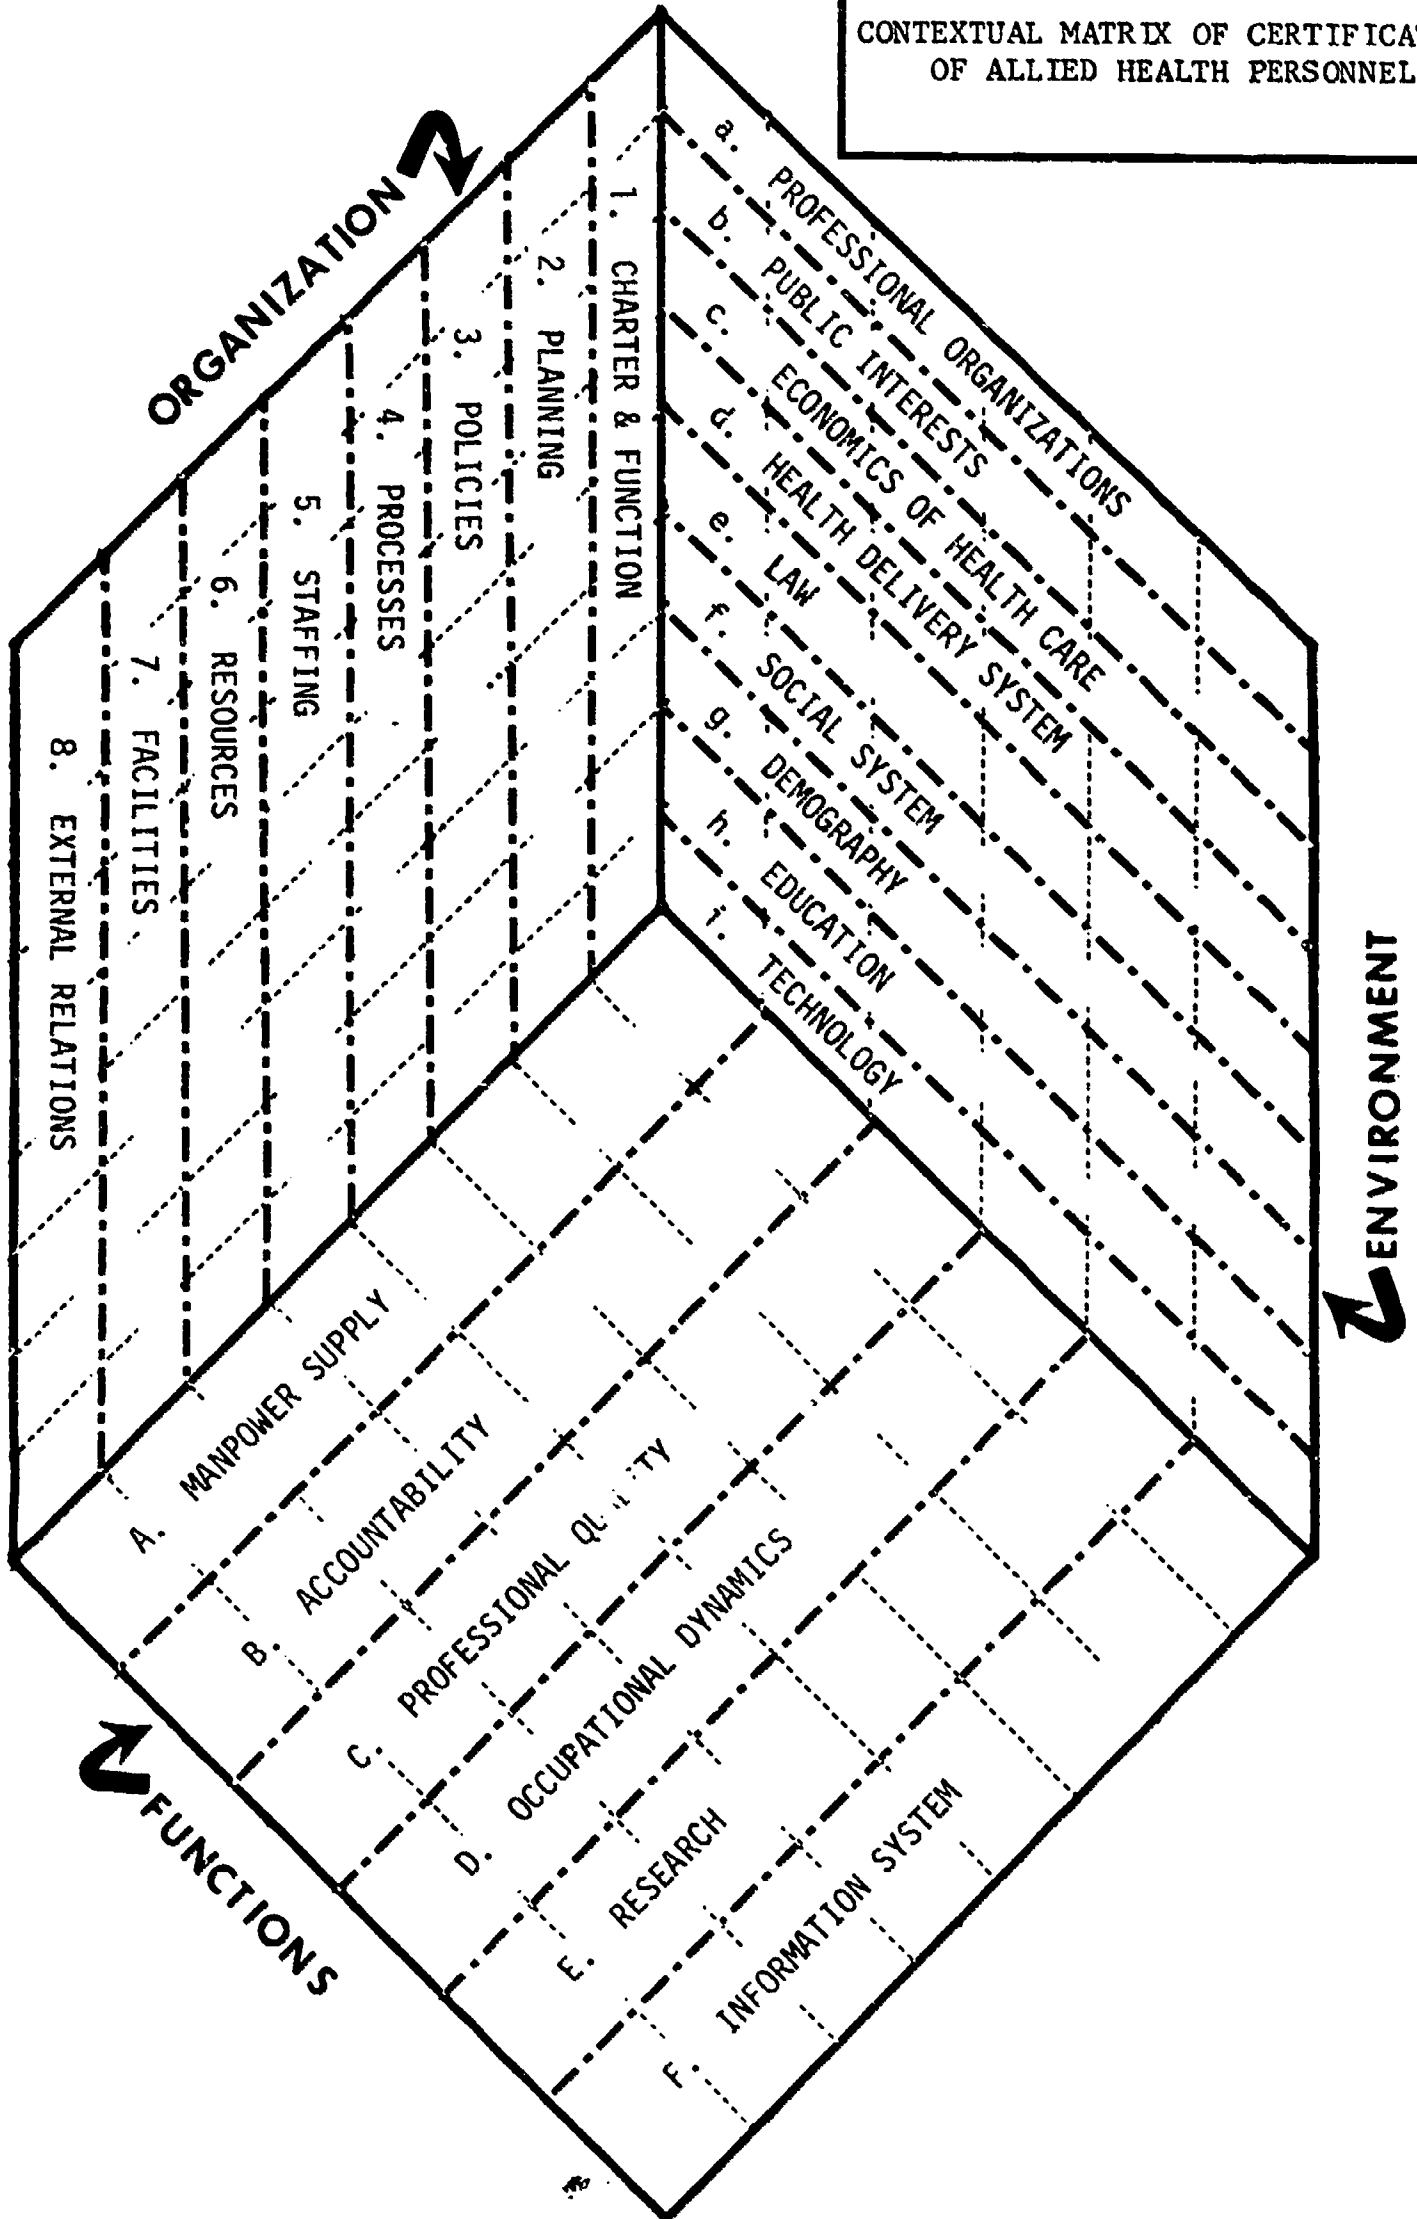 CONTEXTUAL MATRIX OF
OF ALLIED HEALTH PERSONNEL
ORGANIZATION
1. CHARTER & FUNCTION
2. PLANNING
3. POLICIES
4. PROCESSES
5. STAFFING
6. RESOURCES
7. FACILITIES
8. EXTERNAL RELATIONS
ENVIRONMENT
a. PROFESSIONAL ORGANIZATIONS
b. PUBLIC INTERESTS
c. ECONOMICS OF HEALTH CARE
d. HEALTH DELIVERY SYSTEM
e. LAW
f. SOCIAL SYSTEM
g. DEMOGRAPHY
h. EDUCATION
i. TECHNOLOGY
FUNCTIONS
A. MANPOWER SUPPLY
B. ACCOUNTABILITY
C. PROFESSIONAL
D. OCCUPATIONAL DYNAMICS
E. RESEARCH
F. INFORMATION SYSTEM